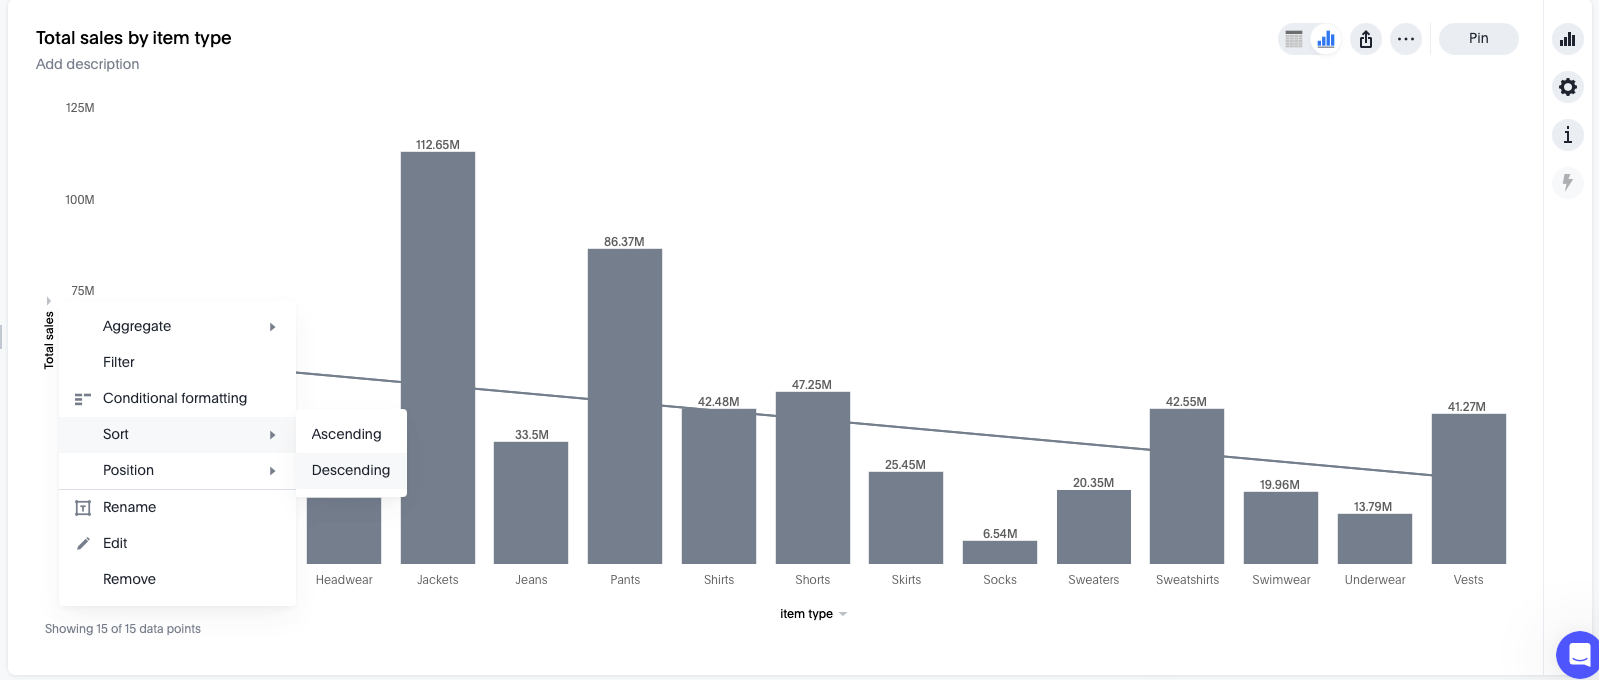 Total sales by item type
Pin
Add description
125M
100M
75M
Total sales
112.65M
86.37M
33.5M
42.48M
47.25M
25.45M
6.54M
20.35M
42.55M
19.96M
13.79M
41.27M
Aggregate
Filter
Conditional formatting
Sort
Ascending
Position
Descending
Rename
Edit
Remove
Headwear
Jackets
Jeans
Pants
Shirts
Shorts
Skirts
Socks
Sweaters
Sweatshirts
Swimwear
Underwear
Vests
item type
Showing 15 of 15 data points